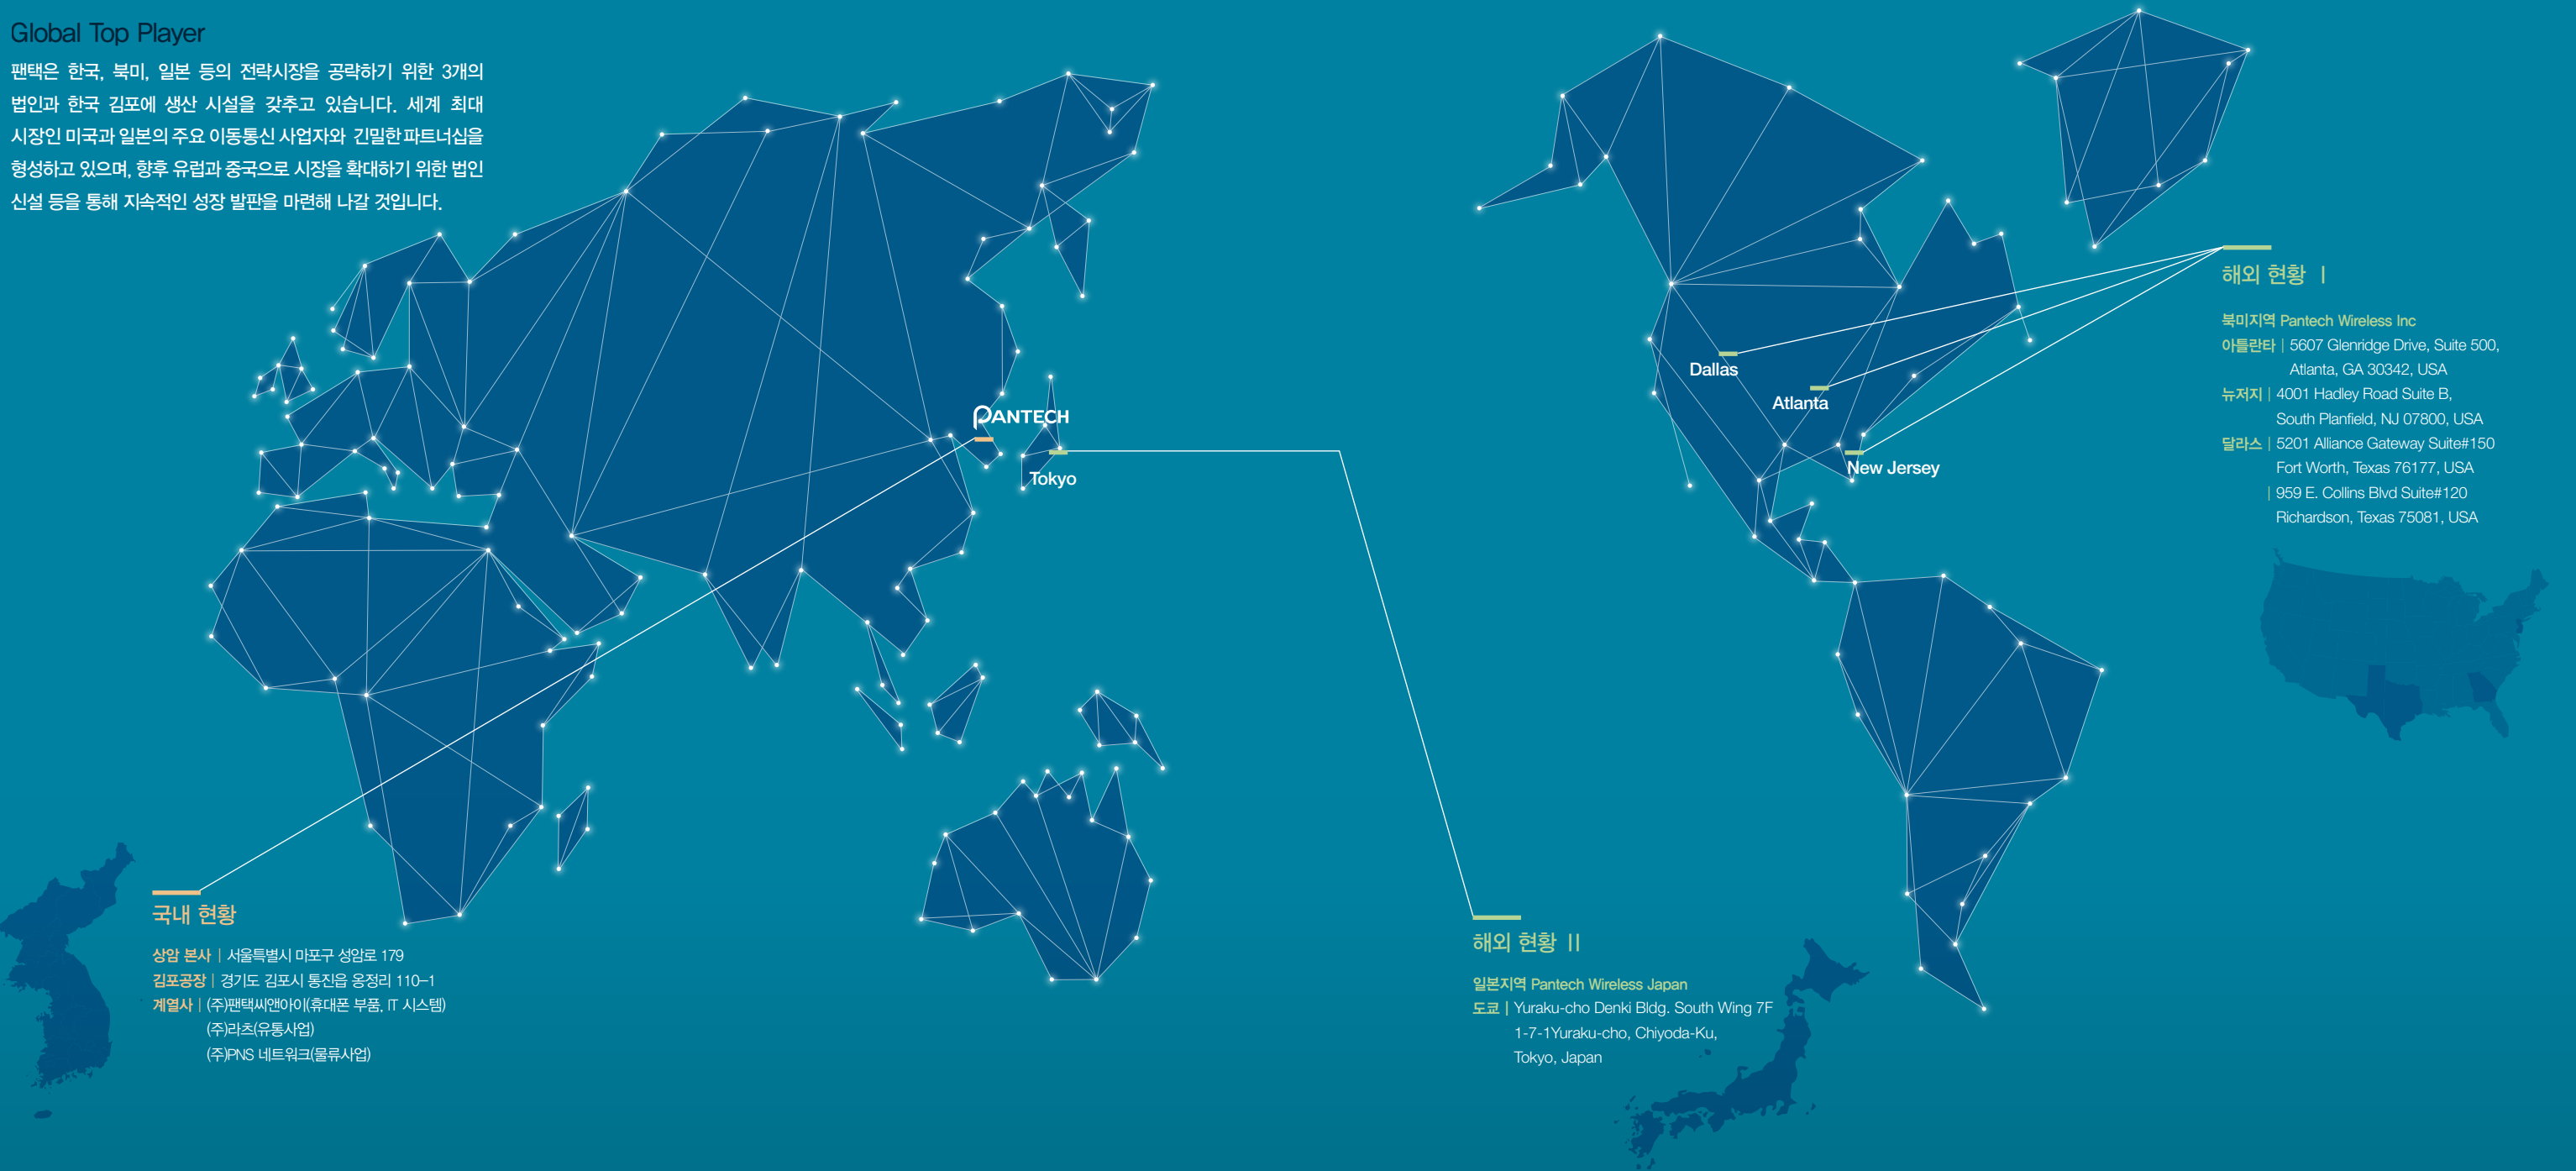 Global Top Player
팬택은 한국, 북미, 일본 등의 전략시장을 공략하기 위한 3개의
법인과 한국 김포에 생산 시설을 갖추고 있습니다. 세계 최대
시장인 미국과 일본의 주요 이동통신 사업자와 긴밀한 파트너십을
형성하고 있으며, 향후 유럽과 중국으로 시장을 확대하기 위한 법인
신설 등을 통해 지속적인 성장 발판을 마련해 나갈 것입니다.
PANTECH
Tokyo
Dallas
Atlanta
New Jersey
해외 현황 Ⅰ
북미지역 Pantech Wireless Inc
아틀란타 | 5607 Glenridge Drive, Suite 500,
Atlanta, GA 30342, USA
뉴저지 | 4001 Hadley Road Suite B,
South Planfield, NJ 07800, USA
달라스 | 5201 Alliance Gateway Suite#150
Fort Worth, Texas 76177, USA
| 959 E. Collins Blvd Suite#120
Richardson, Texas 75081, USA
국내 현황
상암 본사 | 서울특별시 마포구 성암로 179
김포공장 | 경기도 김포시 통진읍 옹정리 110–1
계열사 | (주)팬택씨앤아이(휴대폰 부품, IT 시스템)
(주)라츠(유통사업)
(주)PNS 네트워크(물류사업)
해외 현황 Ⅱ
일본지역 Pantech Wireless Japan
도쿄 | Yuraku-cho Denki Bldg. South Wing 7F
1-7-1Yuraku-cho, Chiyoda-Ku,
Tokyo, Japan